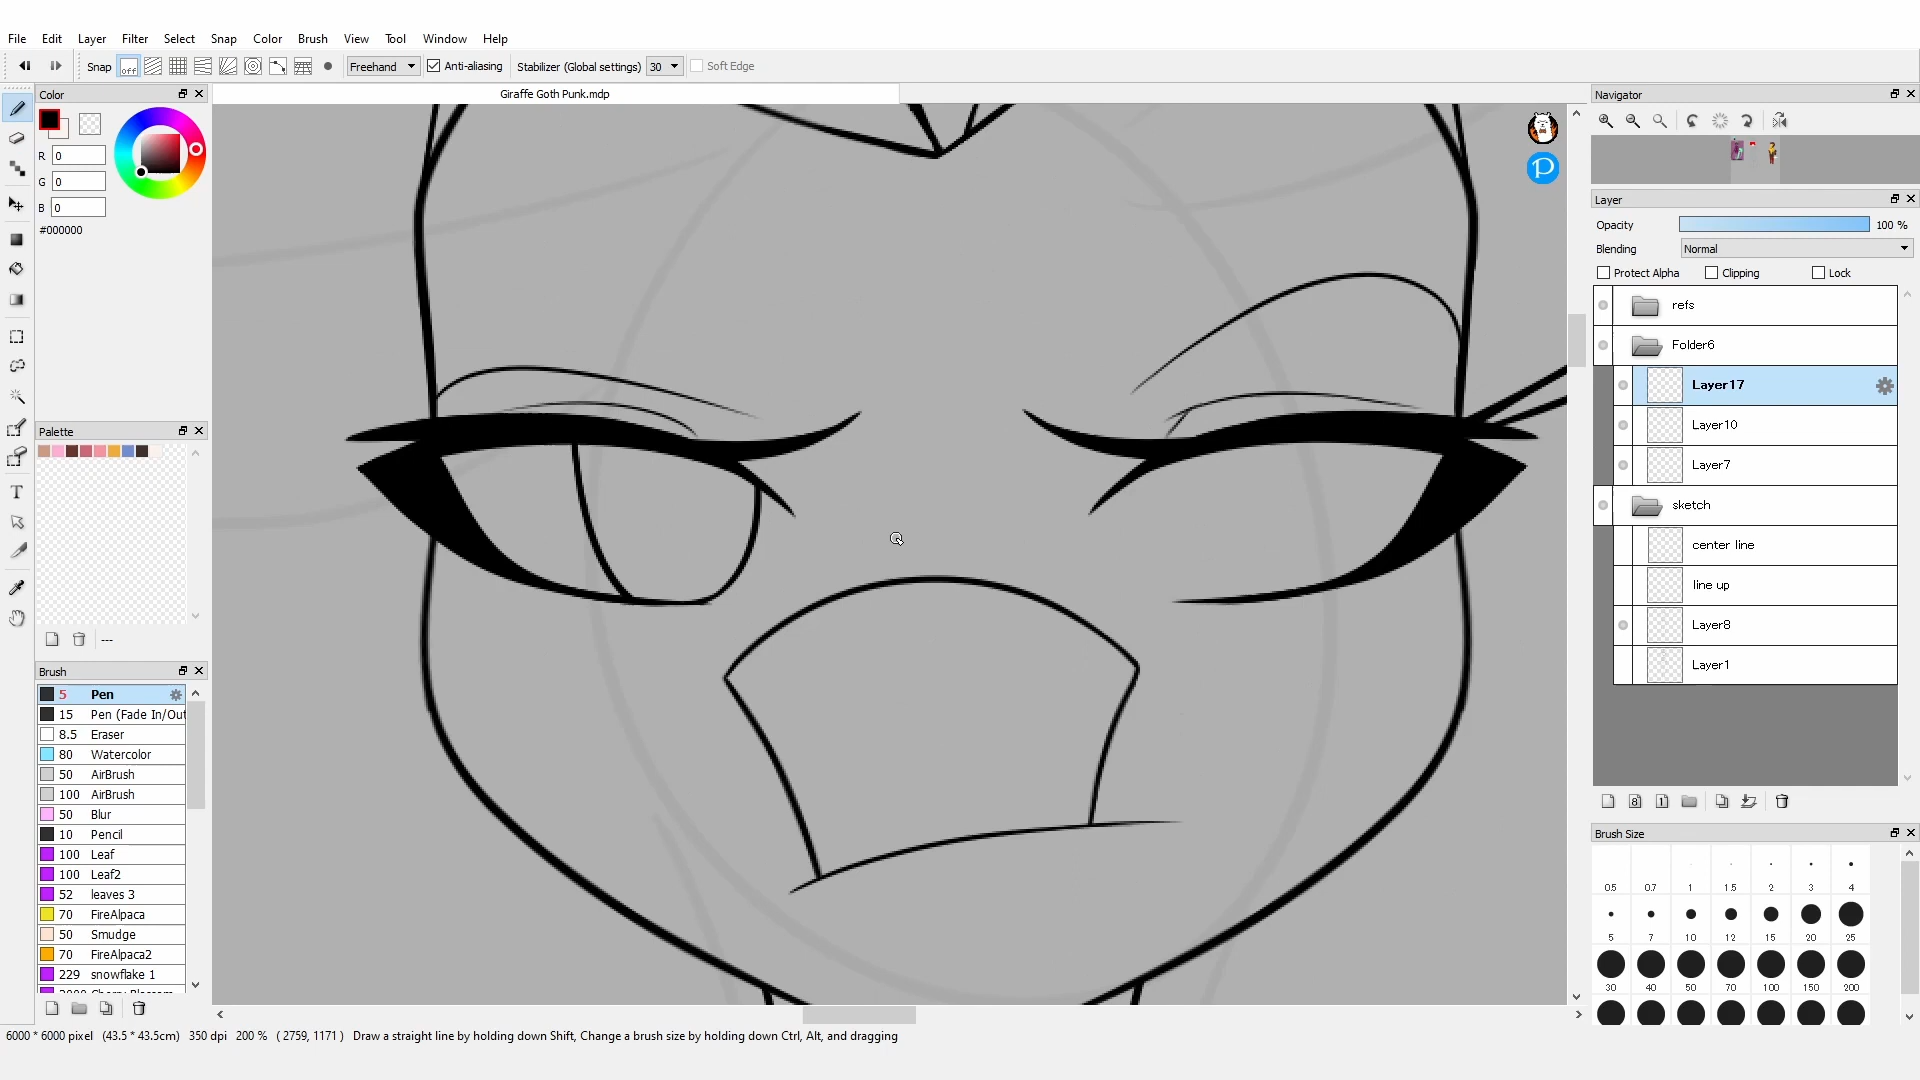 File Edit Layer Filter Select Snap Color Brush View Tool Window Help
Snap off Freehand Anti-aliasing Stabilizer (Global settings) 30 Soft Edge
Color
Giraffe Goth Punk.mdp
Navigator
R 0
G 0
B 0
#000000
Layer
Opacity 100 %
Blending Normal
Protect Alpha Clipping Lock
refs
Folder6
Layer17
Layer10
Layer7
sketch
center line
line up
Layer8
Layer1
Palette
---
Brush
5 Pen
15 Pen (Fade In/Out
8.5 Eraser
80 Watercolor
50 AirBrush
100 AirBrush
50 Blur
10 Pencil
100 Leaf
100 Leaf2
52 leaves 3
70 FireAlpaca
50 Smudge
70 FireAlpaca2
229 snowflake 1
Brush Size
0.5 0.7 1 1.5 2 3 4
5 7 10 12 15 20 25
30 40 50 70 100 150 200
6000 * 6000 pixel (43.5 * 43.5cm) 350 dpi 200 % ( 2759, 1171 ) Draw a straight line by holding down Shift, Change a brush size by holding down Ctrl, Alt, and dragging